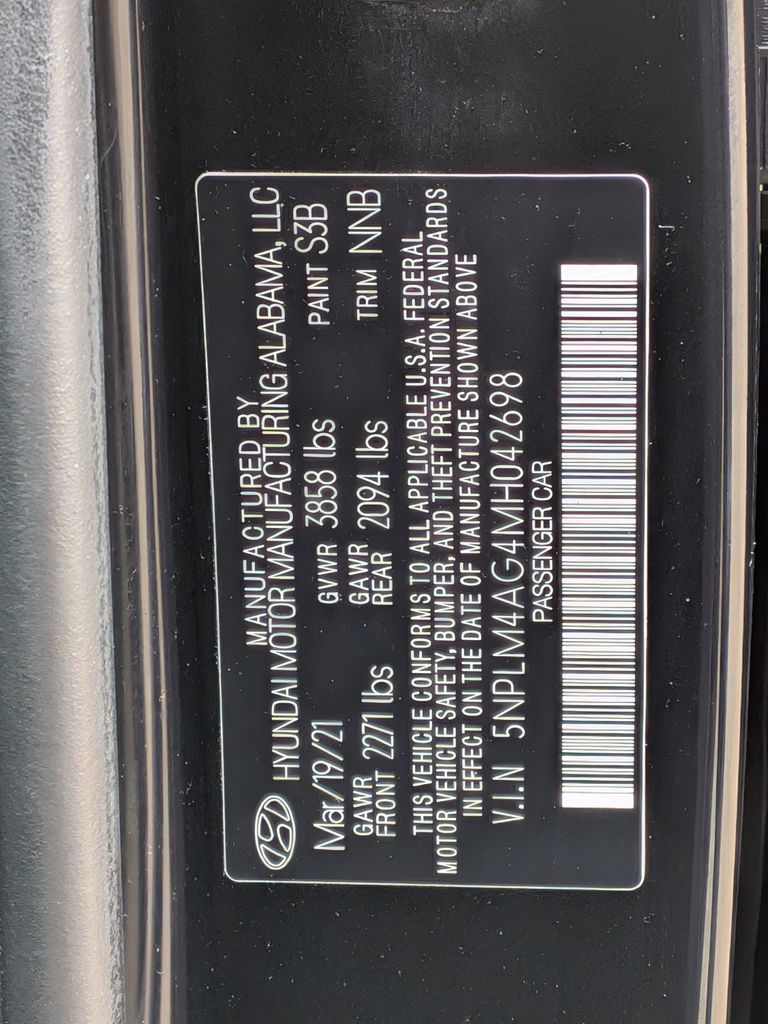 MANUFACTURED BY
HYUNDAI MOTOR MANUFACTURING ALABAMA, LLC
Mar/19/21 GVWR 3858 lbs PAINT S3B
GAWR FRONT 2271 lbs GAWR REAR 2094 lbs TRIM NNB
THIS VEHICLE CONFORMS TO ALL APPLICABLE U.S.A. FEDERAL
MOTOR VEHICLE SAFETY, BUMPER, AND THEFT PREVENTION STANDARDS
IN EFFECT ON THE DATE OF MANUFACTURE SHOWN ABOVE
V.I.N 5NPLM4AG4MH042698
PASSENGER CAR